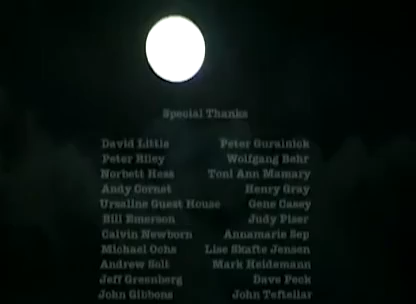 Special Thanks
David Little Peter Guralnick
Peter Riley Wolfgang Behr
Norbert Hess Toni Ann Mamary
Andy Cornet Henry Gray
Ursaline Guest House Gene Casey
Bill Emerson Judy Piser
Calvin Newborn Annamarie Sep
Michael Ochs Lise Skafte Jensen
Andrew Solt Mark Heidemann
Jeff Greenberg Dave Peck
John Gibbons John Tefteller